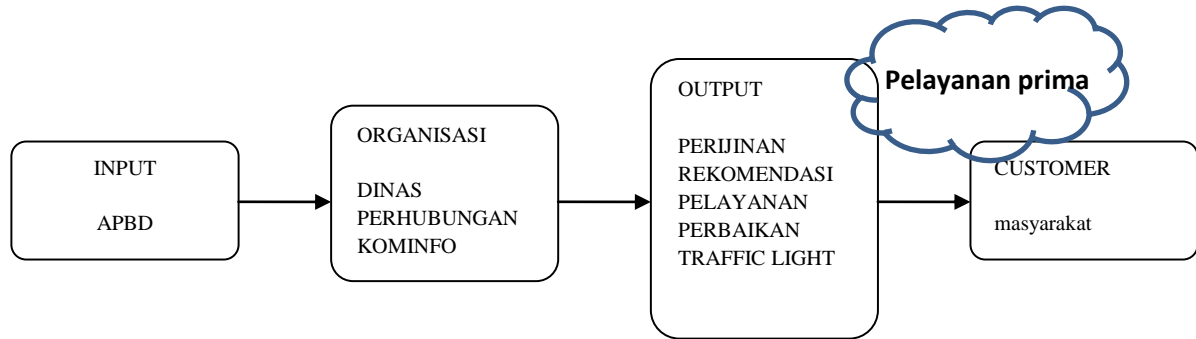 INPUT
APBD
ORGANISASI
DINAS
PERHUBUNGAN
KOMINFO
OUTPUT
PERIJINAN
REKOMENDASI
PELAYANAN
PERBAIKAN
TRAFFIC LIGHT
Pelayanan prima
CUSTOMER
masyarakat